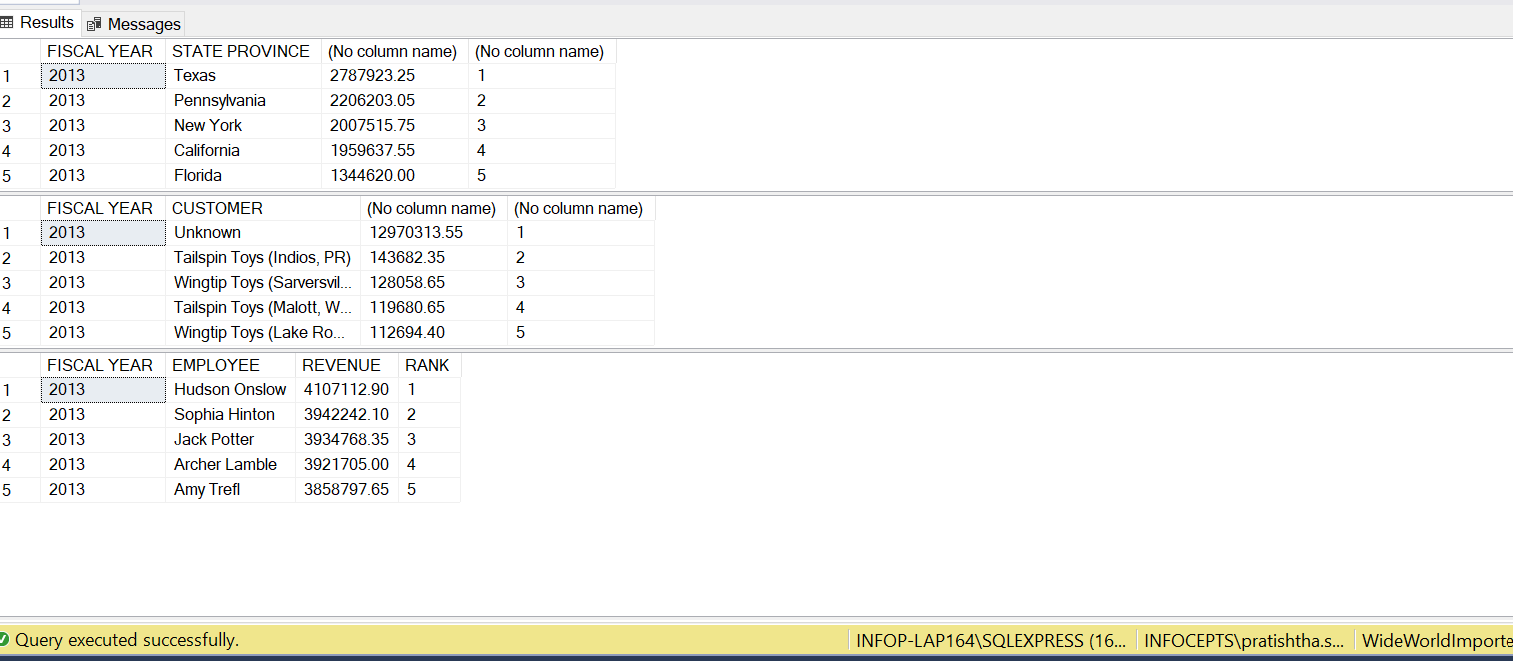 Results Messages
FISCAL YEAR STATE PROVINCE (No column name) (No column name)
1 2013 Texas 2787923.25 1
2 2013 Pennsylvania 2206203.05 2
3 2013 New York 2007515.75 3
4 2013 California 1959637.55 4
5 2013 Florida 1344620.00 5
FISCAL YEAR CUSTOMER (No column name) (No column name)
1 2013 Unknown 12970313.55 1
2 2013 Tailspin Toys (Indios, PR) 143682.35 2
3 2013 Wingtip Toys (Sarversvil... 128058.65 3
4 2013 Tailspin Toys (Malott, W... 119680.65 4
5 2013 Wingtip Toys (Lake Ro... 112694.40 5
FISCAL YEAR EMPLOYEE REVENUE RANK
1 2013 Hudson Onslow 4107112.90 1
2 2013 Sophia Hinton 3942242.10 2
3 2013 Jack Potter 3934768.35 3
4 2013 Archer Lamble 3921705.00 4
5 2013 Amy Trefl 3858797.65 5
Query executed successfully. INFOP-LAP164\SQLEXPRESS (16... INFOCEPTS\pratishtha.s... WideWorldImporte